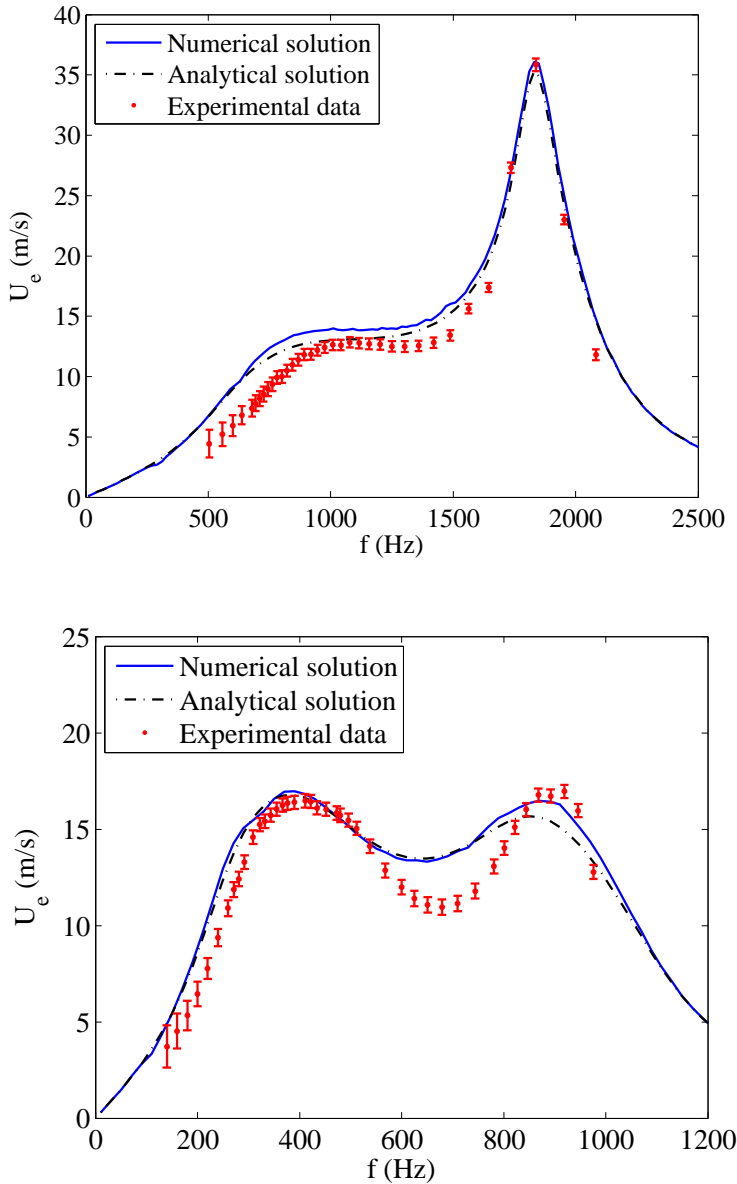 40
35
30
25
20
15
10
5
0
U_e (m/s)
Numerical solution
Analytical solution
Experimental data
0 500 1000 1500 2000 2500
f (Hz)
25
20
15
10
5
0
U_e (m/s)
Numerical solution
Analytical solution
Experimental data
0 200 400 600 800 1000 1200
f (Hz)